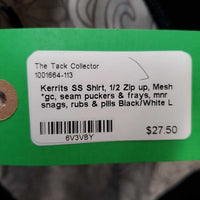 The Tack Collector
1001664-113
Kerrits SS Shirt, 1/2 Zip up, Mesh
*gc, seam puckers & frays, mnr
snags, rubs & pills Black/White L
$27.50
6V3VBY